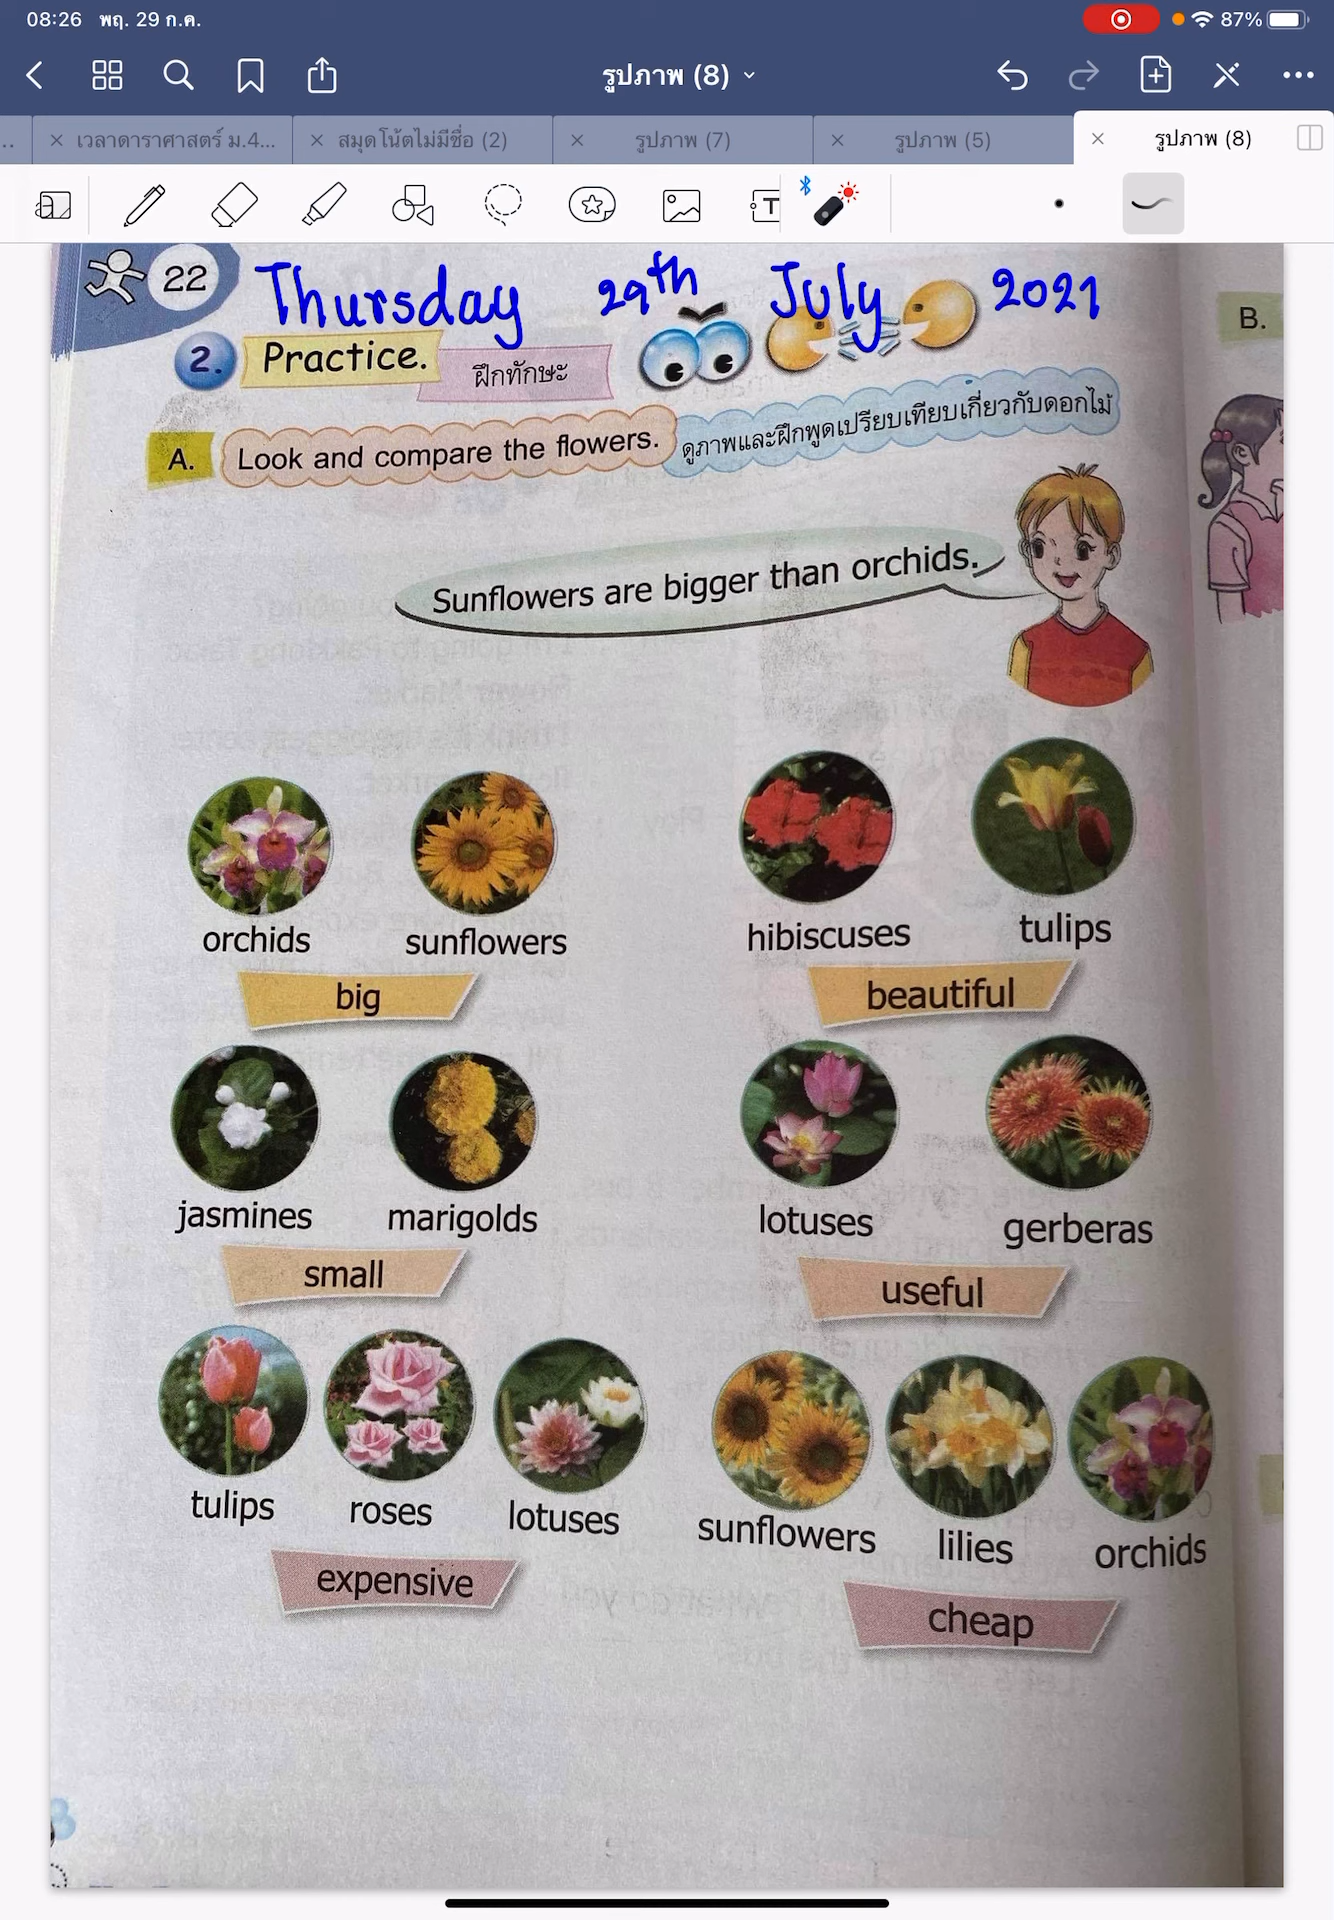 08:26 พฤ. 29 ก.ค. 87%
รูปภาพ (8)
เวลาดาราศาสตร์ ม.4... สมุดโน้ตไม่มีชื่อ (2) รูปภาพ (7) รูปภาพ (5) รูปภาพ (8)
T
22 Thursday 29th July 2021
B.
2. Practice. ฝึกทักษะ
A. Look and compare the flowers. ดูภาพและฝึกพูดเปรียบเทียบเกี่ยวกับดอกไม้
Sunflowers are bigger than orchids.
orchids sunflowers hibiscuses tulips
big beautiful
jasmines marigolds lotuses gerberas
small useful
tulips roses lotuses sunflowers lilies orchids
expensive cheap